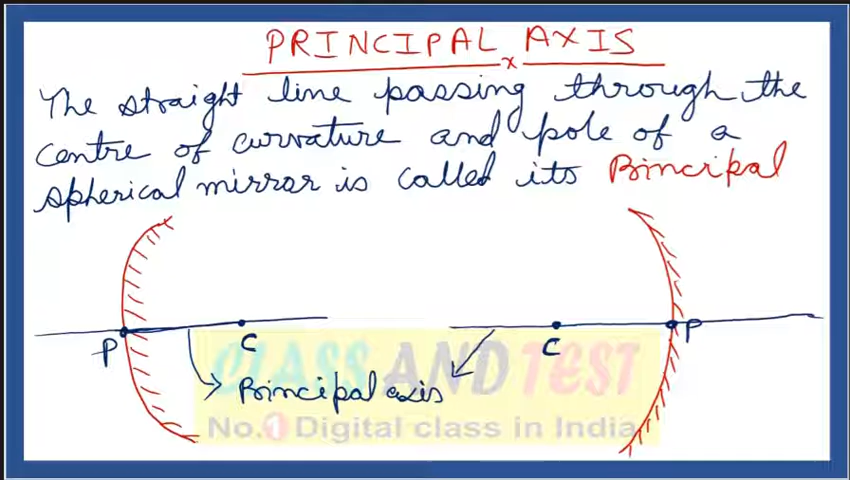 PRINCIPAL AXIS
The straight line passing through the
centre of curvature and pole of a
spherical mirror is called its Principal
P C C P
CLASS AND TEST
Principal axis
No.1 Digital class in India